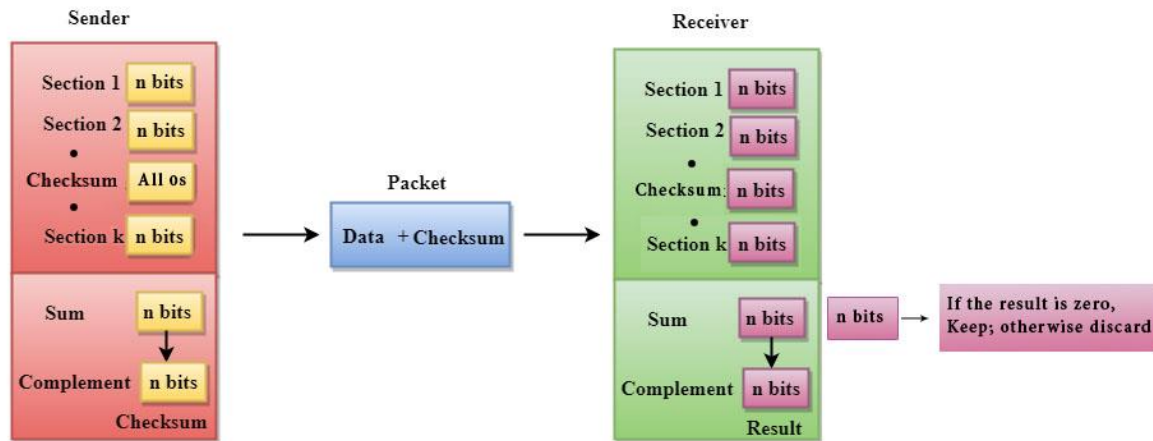 Sender
Section 1 n bits
Section 2 n bits
Checksum All 0s
Section k n bits
Sum n bits
Complement n bits
Checksum
Packet
Data + Checksum
Receiver
Section 1 n bits
Section 2 n bits
Checksum: n bits
Section k n bits
Sum n bits
Complement n bits
Result
n bits
If the result is zero,
Keep; otherwise discard